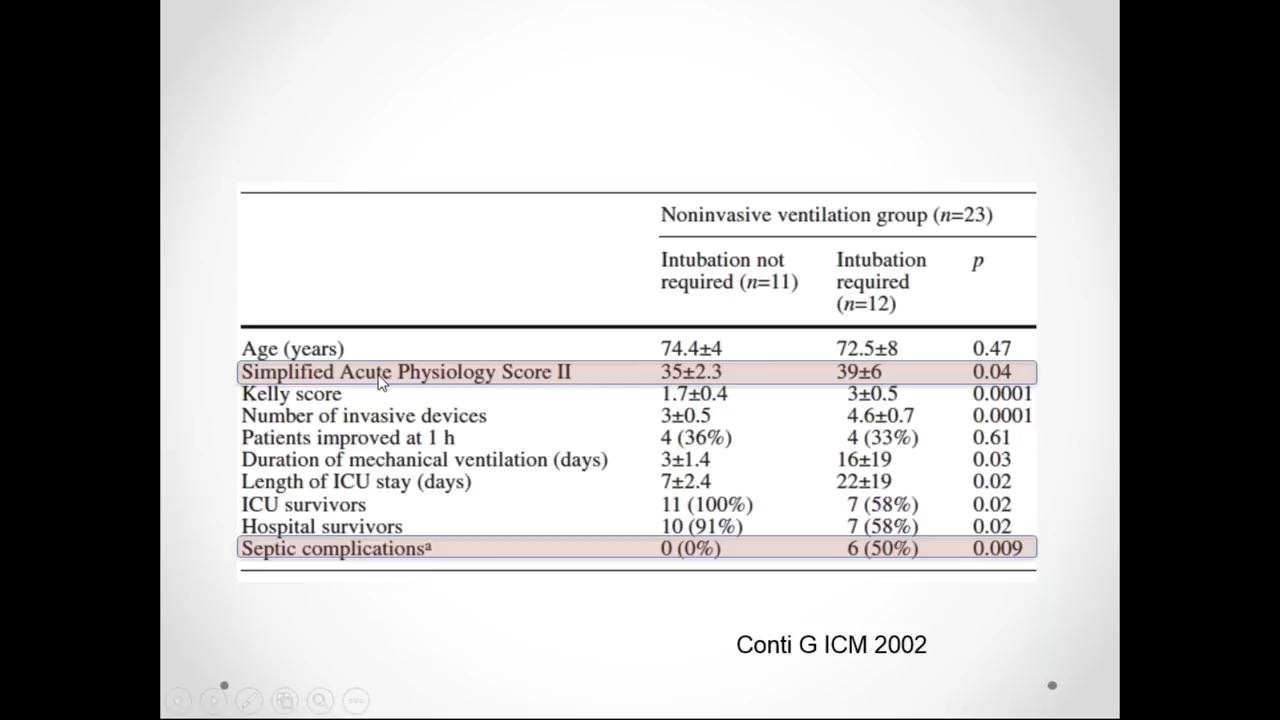 Noninvasive ventilation group (n=23)
Intubation not required (n=11) Intubation required (n=12) p
Age (years) 74.4±4 72.5±8 0.47
Simplified Acute Physiology Score II 35±2.3 39±6 0.04
Kelly score 1.7±0.4 3±0.5 0.0001
Number of invasive devices 3±0.5 4.6±0.7 0.0001
Patients improved at 1 h 4 (36%) 4 (33%) 0.61
Duration of mechanical ventilation (days) 3±1.4 16±19 0.03
Length of ICU stay (days) 7±2.4 22±19 0.02
ICU survivors 11 (100%) 7 (58%) 0.02
Hospital survivors 10 (91%) 7 (58%) 0.02
Septic complicationsᵃ 0 (0%) 6 (50%) 0.009
Conti G ICM 2002